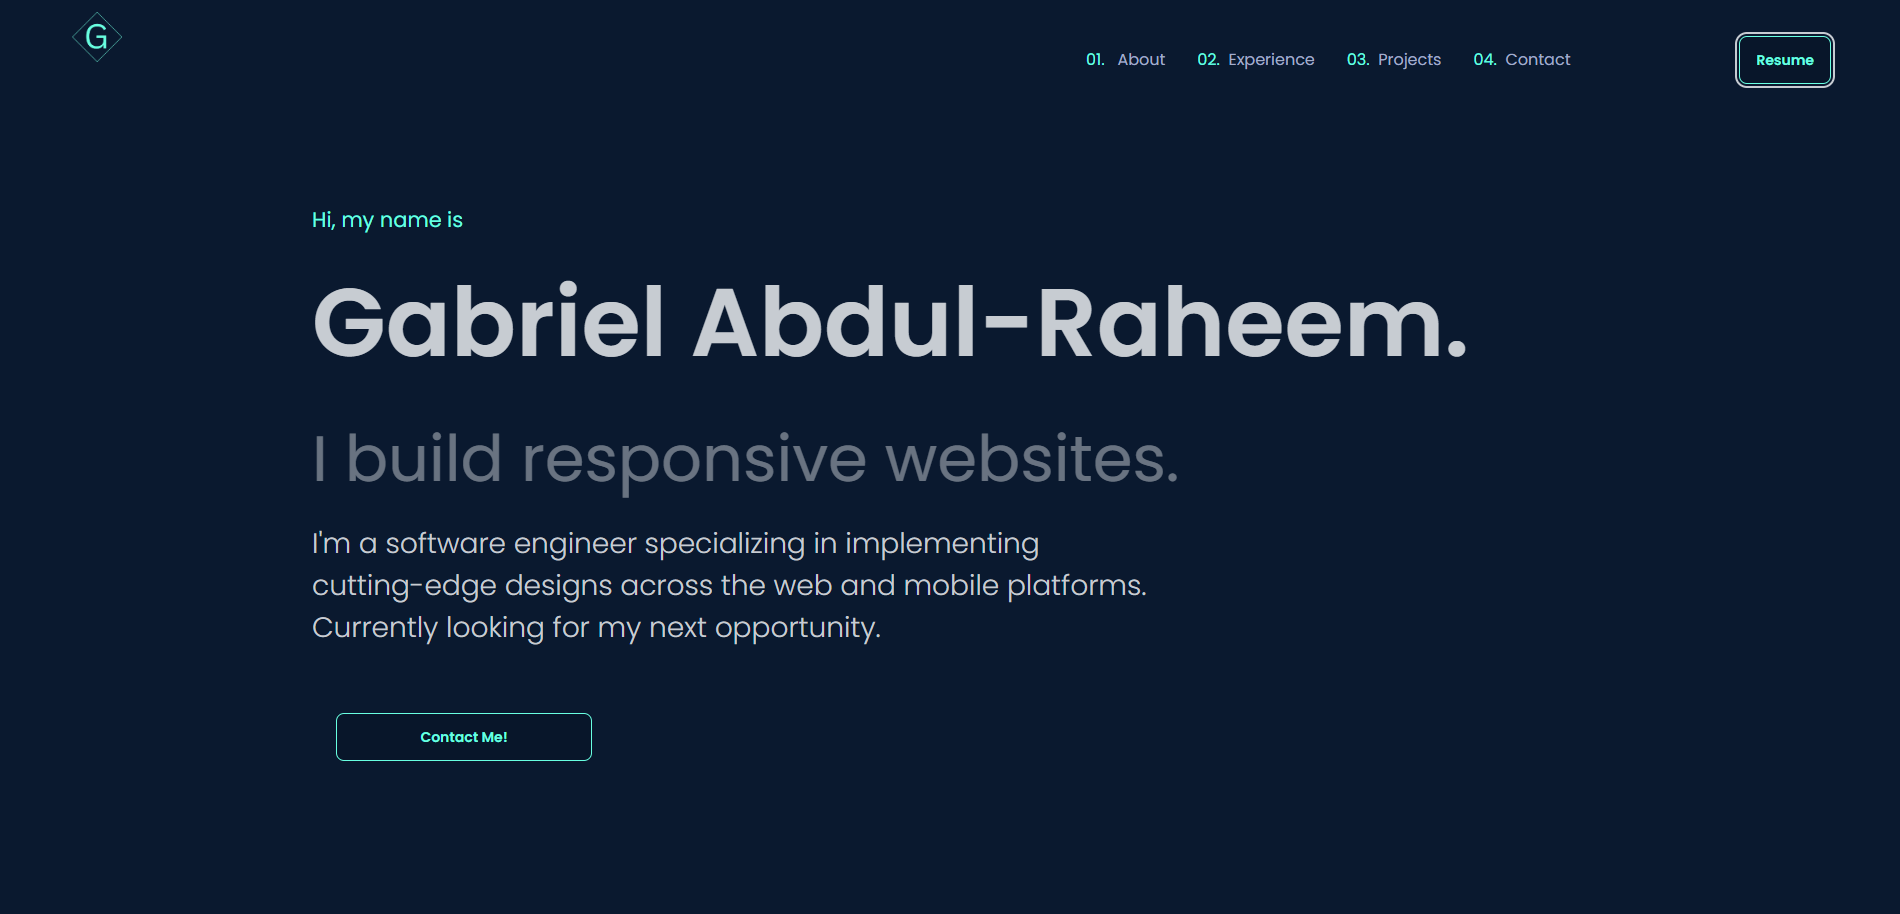 G
01. About 02. Experience 03. Projects 04. Contact
Resume
Hi, my name is
Gabriel Abdul-Raheem.
I build responsive websites.
I'm a software engineer specializing in implementing
cutting-edge designs across the web and mobile platforms.
Currently looking for my next opportunity.
Contact Me!